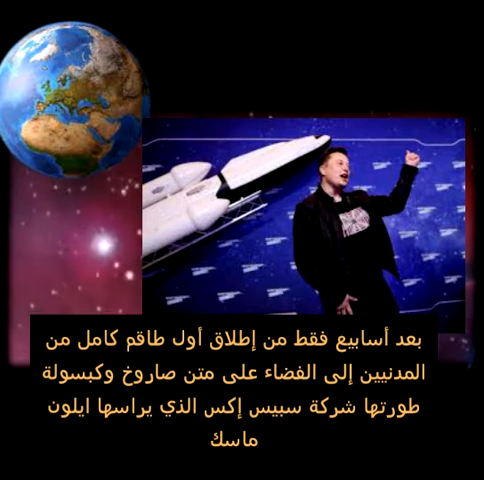 بعد أسابيع فقط من إطلاق أول طاقم كامل من
المدنيين إلى الفضاء على متن صاروخ وكبسولة
طورتها شركة سبيس إكس الذي يراسها ايلون
ماسك